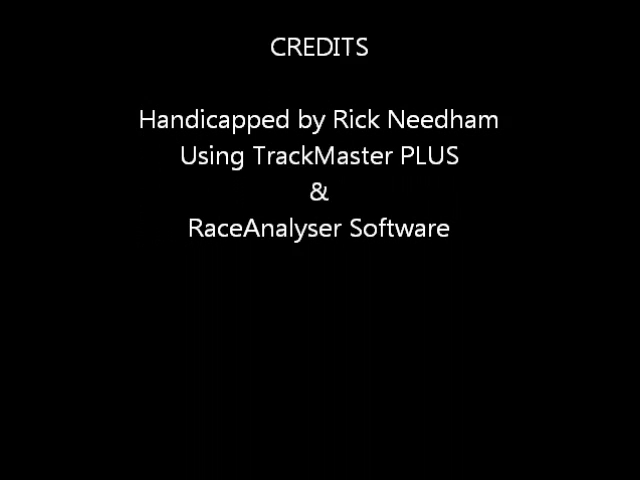 CREDITS
Handicapped by Rick Needham
Using TrackMaster PLUS
&
RaceAnalyser Software